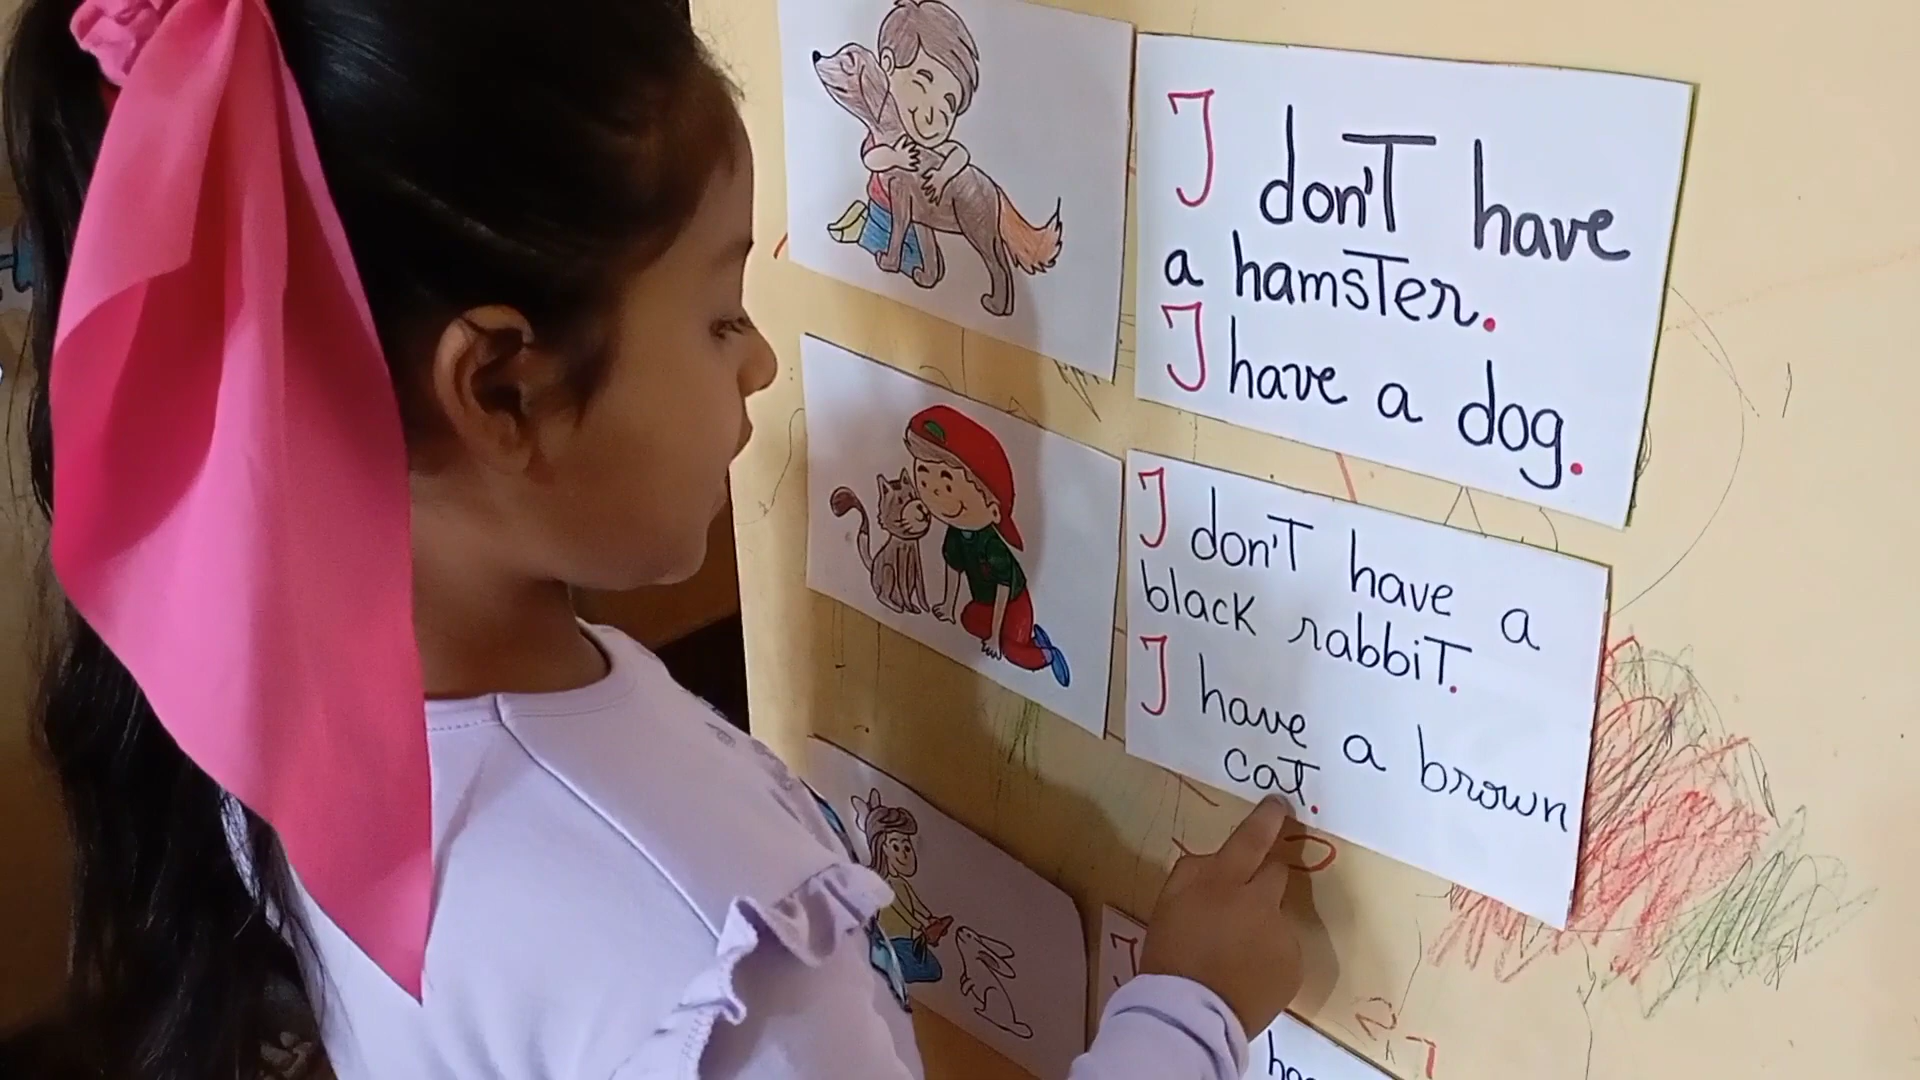 I don't have
a hamster.
I have a dog.
I don't have a
black rabbit.
I have a brown
cat.
I